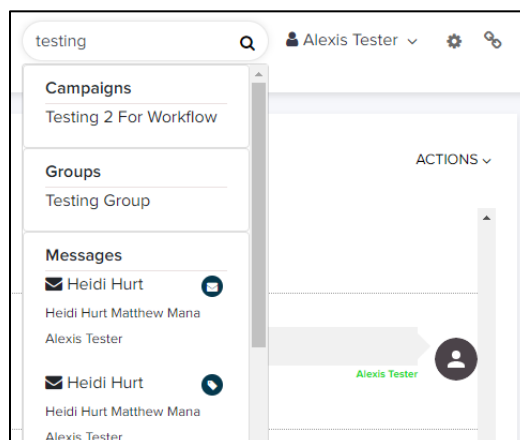 testing
Alexis Tester
Campaigns
Testing 2 For Workflow
Groups
Testing Group
ACTIONS
Messages
Heidi Hurt
Heidi Hurt Matthew Mana
Alexis Tester
Alexis Tester
Heidi Hurt
Heidi Hurt Matthew Mana
Alexis Tester